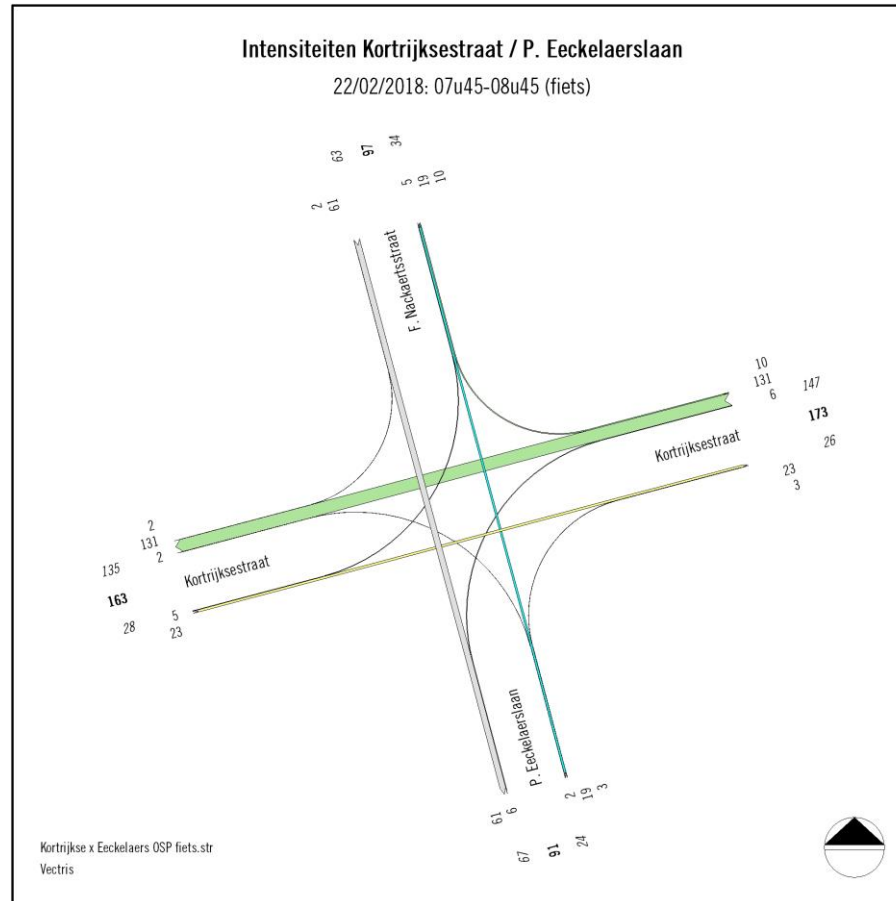 Intensiteiten Kortrijksestraat / P. Eeckelaerslaan
22/02/2018: 07u45-08u45 (fiets)
63 97 34
2 61
5 19 10
F. Nackaertsstraat
10
131 147
6
173
Kortrijksestraat
26
23
3
2
131
135 2
Kortrijksestraat
163
5
28 23
P. Eeckelaerslaan
61 6
2 19 3
67 91 24
Kortrijkse x Eeckelaers OSP fiets.str
Vectris